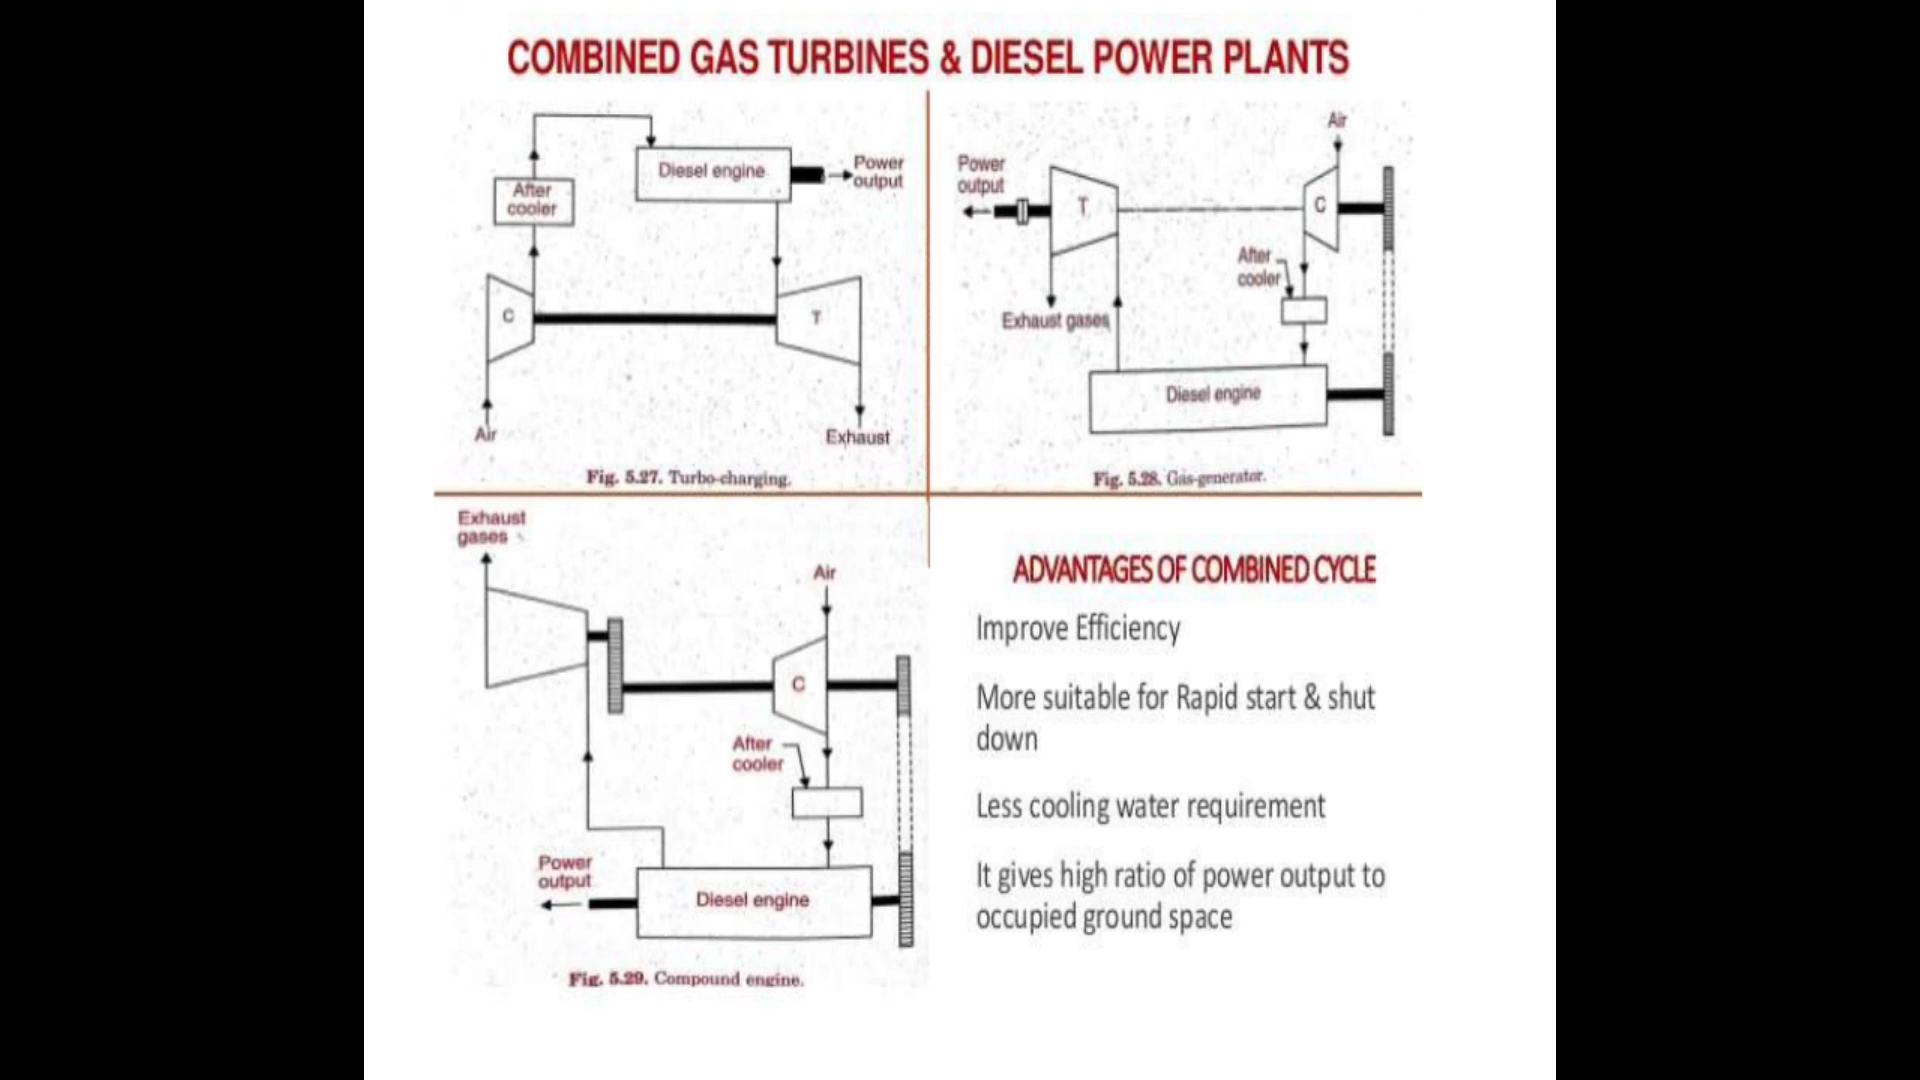 COMBINED GAS TURBINES & DIESEL POWER PLANTS
After
cooler
Diesel engine
Power
output
C
T
Air
Exhaust
Fig. 5.27. Turbo-charging.
Air
Power
output
T
C
After
cooler
Exhaust gases
Diesel engine
Fig. 5.28. Gas-generator.
Exhaust
gases
Air
C
After
cooler
Power
output
Diesel engine
Fig. 5.29. Compound engine.
ADVANTAGES OF COMBINED CYCLE
Improve Efficiency
More suitable for Rapid start & shut
down
Less cooling water requirement
It gives high ratio of power output to
occupied ground space